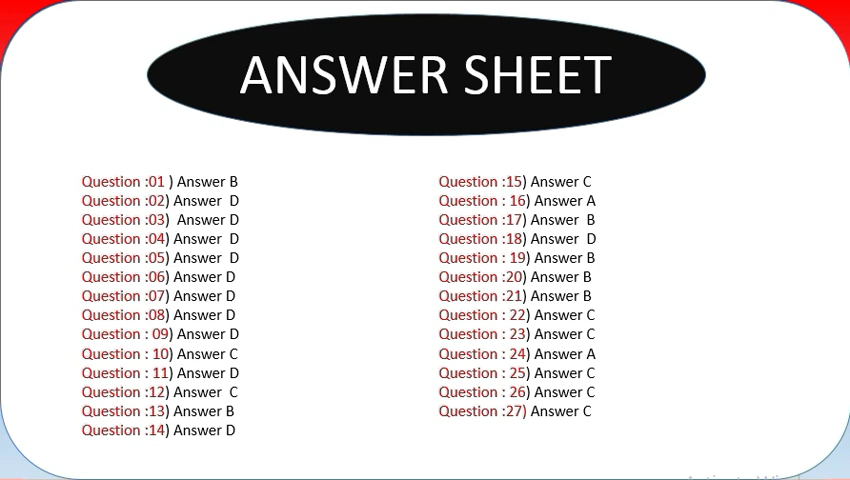 ANSWER SHEET
Question :01 ) Answer B
Question :02) Answer  D
Question :03)  Answer D
Question :04) Answer  D
Question :05) Answer  D
Question :06) Answer D
Question :07) Answer D
Question :08) Answer D
Question : 09) Answer D
Question : 10) Answer C
Question : 11) Answer D
Question :12) Answer  C
Question :13) Answer B
Question :14) Answer D
Question :15) Answer C
Question : 16) Answer A
Question :17) Answer  B
Question :18) Answer  D
Question : 19) Answer B
Question :20) Answer B
Question :21) Answer B
Question : 22) Answer C
Question : 23) Answer C
Question : 24) Answer A
Question : 25) Answer C
Question : 26) Answer C
Question :27) Answer C